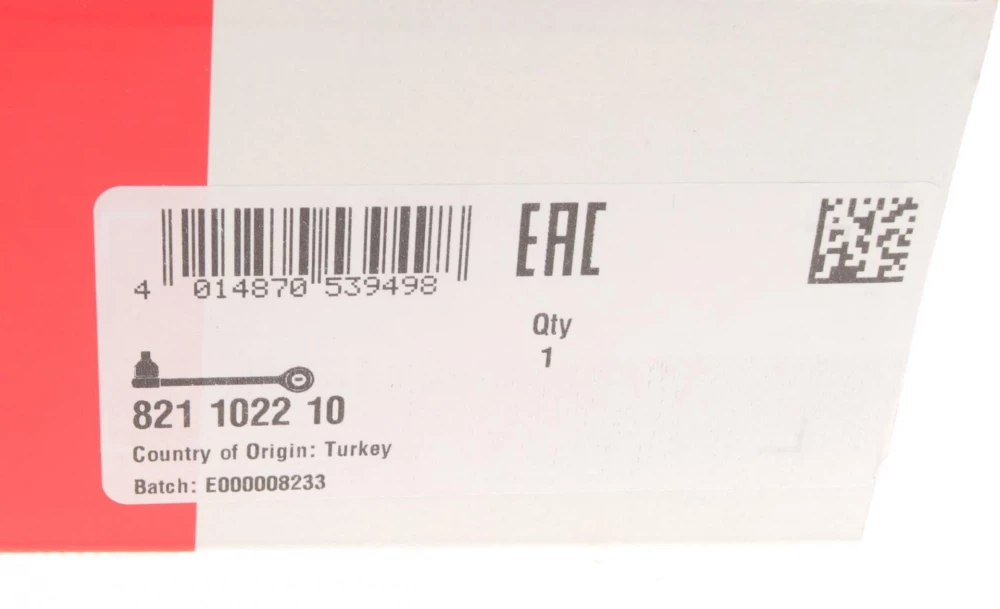 4 014870 539498
EAC
Qty
1
821 1022 10
Country of Origin: Turkey
Batch: E000008233